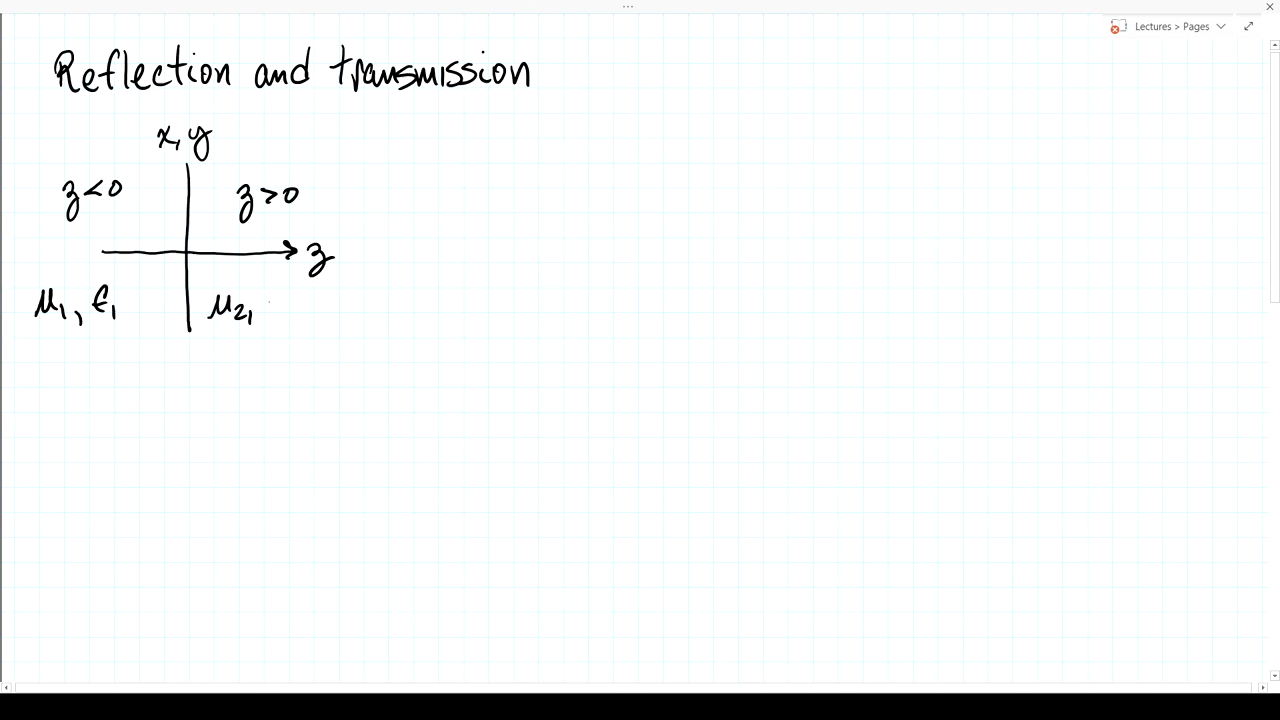 Lectures > Pages
Reflection and transmission
x, y
z<0
z>0
z
μ1, ε1
μ2,